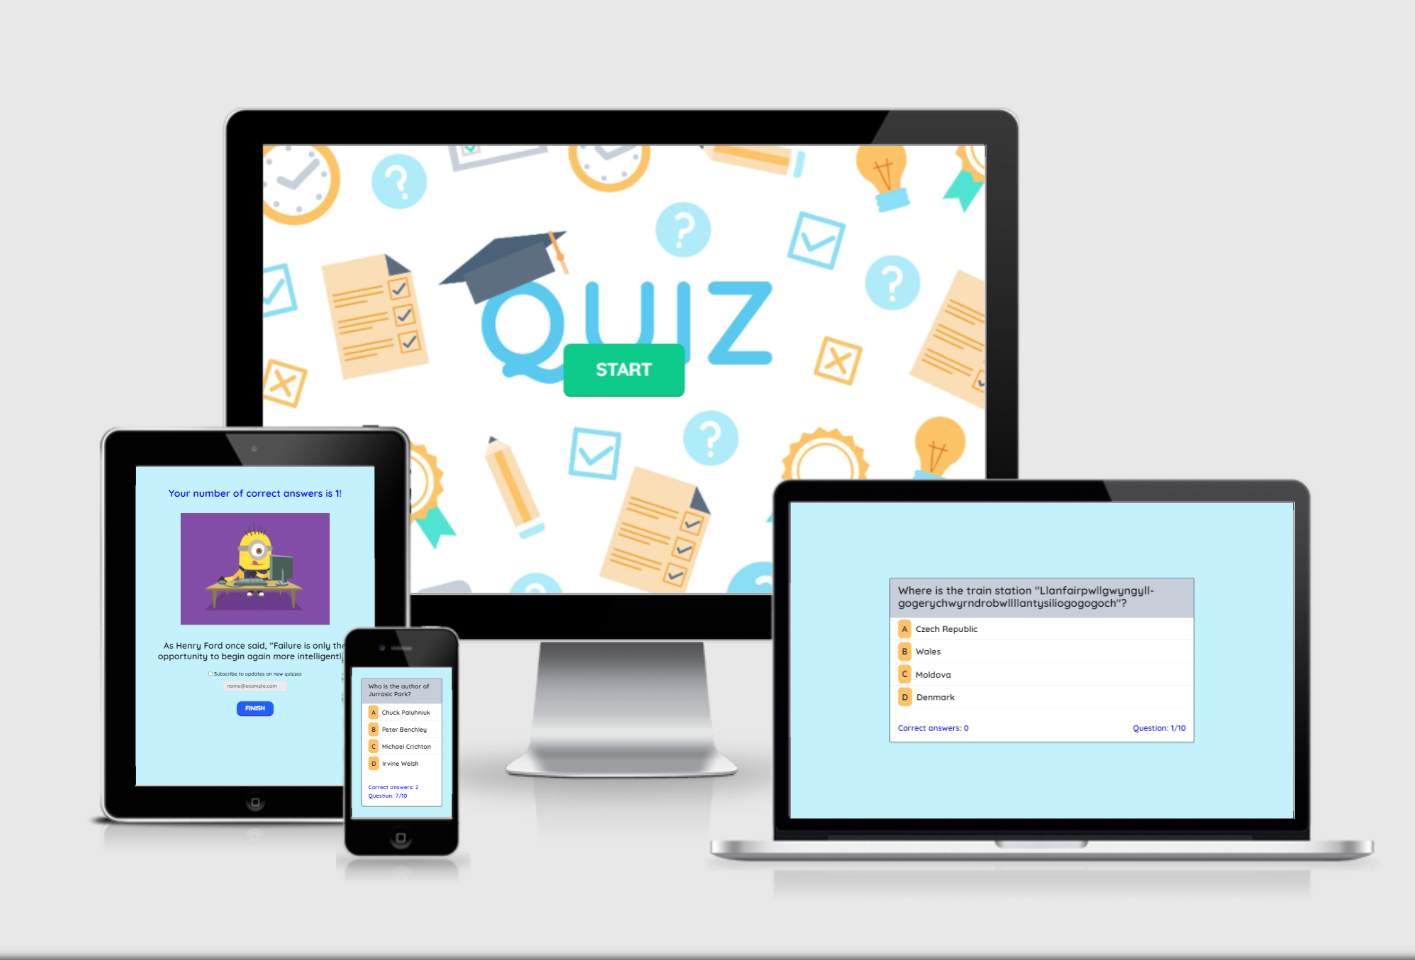 QUIZ
START
Your number of correct answers is 1!
As Henry Ford once said, "Failure is only the
opportunity to begin again more intelligently
Subscribe to updates on new quizzes
name@example.com
FINISH
Who is the author of
Jurrasic Park?
A Chuck Paluhniuk
B Peter Benchley
C Michael Crichton
D Irvine Welsh
Correct answers: 2
Question: 7/10
Where is the train station "Llanfairpwllgwyngyll-
gogerychwyrndrobwllllantysiliogogogoch"?
A Czech Republic
B Wales
C Moldova
D Denmark
Correct answers: 0
Question: 1/10